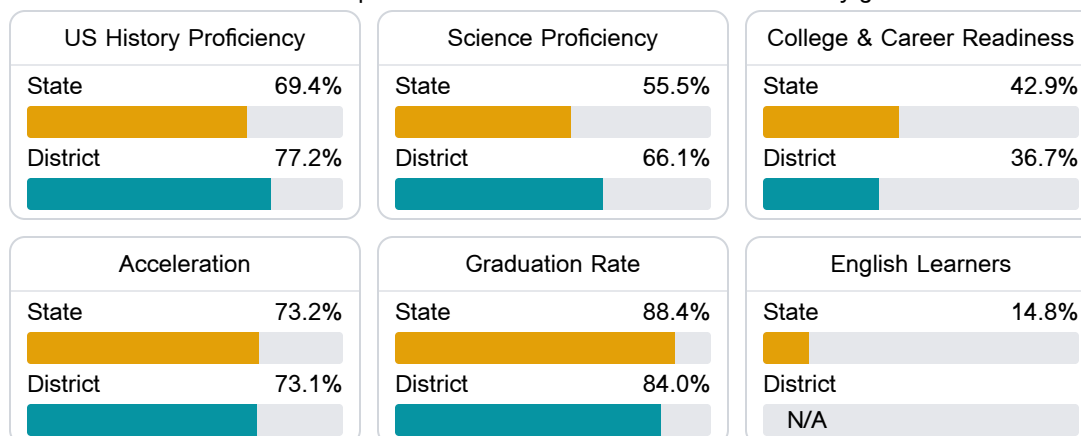 US History Proficiency
State 69.4%
District 77.2%
Science Proficiency
State 55.5%
District 66.1%
College & Career Readiness
State 42.9%
District 36.7%
Acceleration
State 73.2%
District 73.1%
Graduation Rate
State 88.4%
District 84.0%
English Learners
State 14.8%
District
N/A